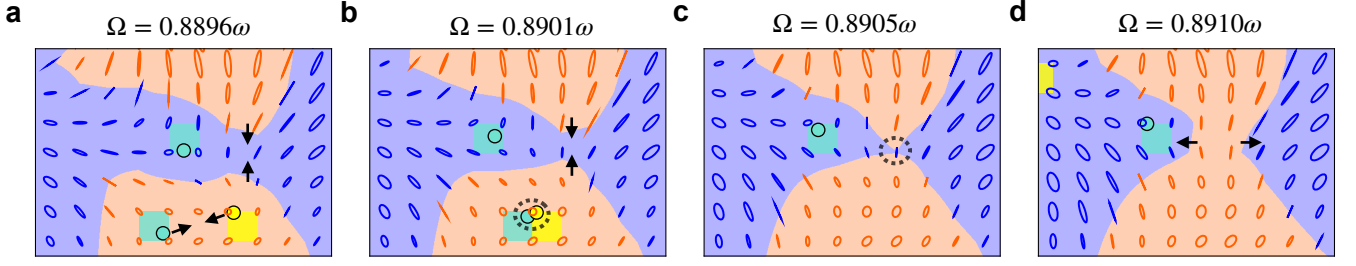 a
Ω = 0.8896ω
b
Ω = 0.8901ω
c
Ω = 0.8905ω
d
Ω = 0.8910ω